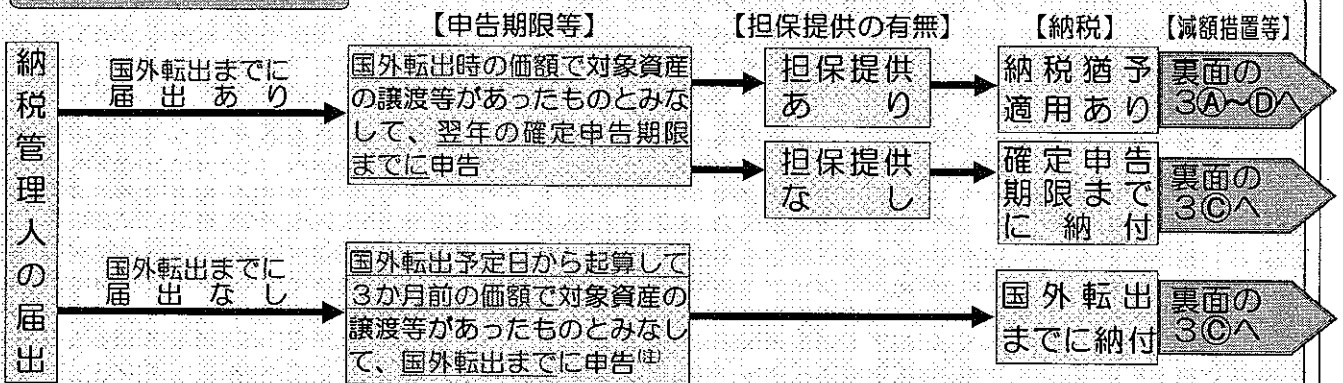 【申告期限等】
【担保提供の有無】
【納税】
【減額措置等】
納税管理人の届出
国外転出までに
届出あり
国外転出時の価額で対象資産
の譲渡等があったものとみな
して、翌年の確定申告期限
までに申告
担保提供
あり
納税猶予
適用あり
裏面の
3Ⓐ~Ⓓへ
担保提供
なし
確定申告
期限まで
に納付
裏面の
3Ⓒへ
国外転出までに
届出なし
国外転出予定日から起算して
3か月前の価額で対象資産の
譲渡等があったものとみなし
て、国外転出までに申告(注)
国外転出
までに納付
裏面の
3Ⓒへ